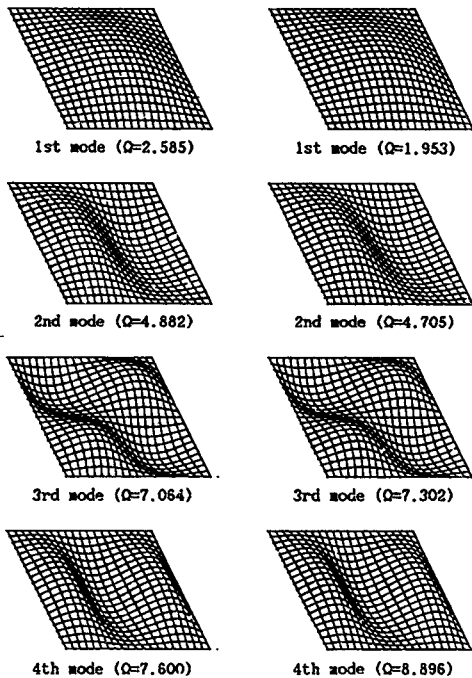 1st mode (Ω=2.585)
1st mode (Ω=1.953)
2nd mode (Ω=4.882)
2nd mode (Ω=4.705)
3rd mode (Ω=7.064)
3rd mode (Ω=7.302)
4th mode (Ω=7.600)
4th mode (Ω=8.896)